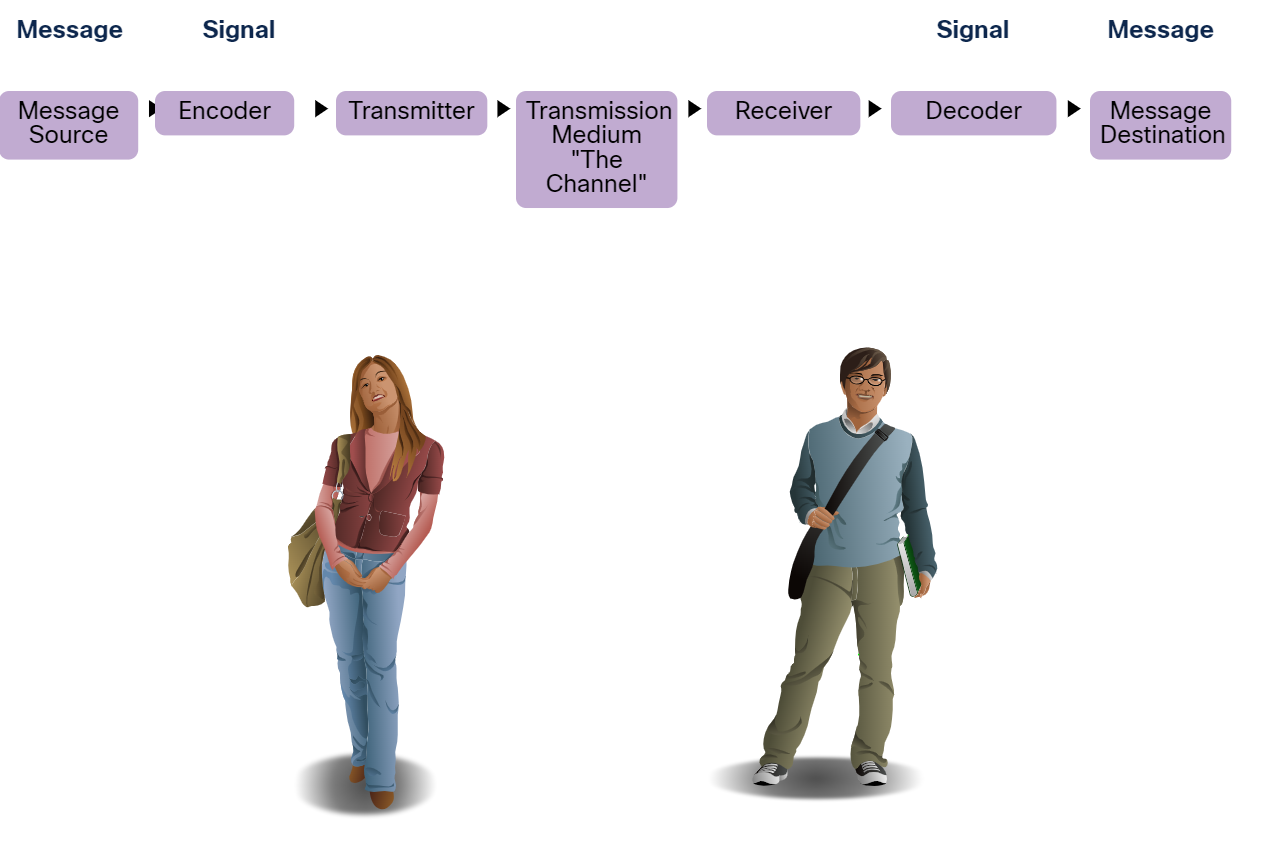 Message
Signal
Signal
Message
Message
Source
Encoder
Transmitter
Transmission
Medium
"The
Channel"
Receiver
Decoder
Message
Destination